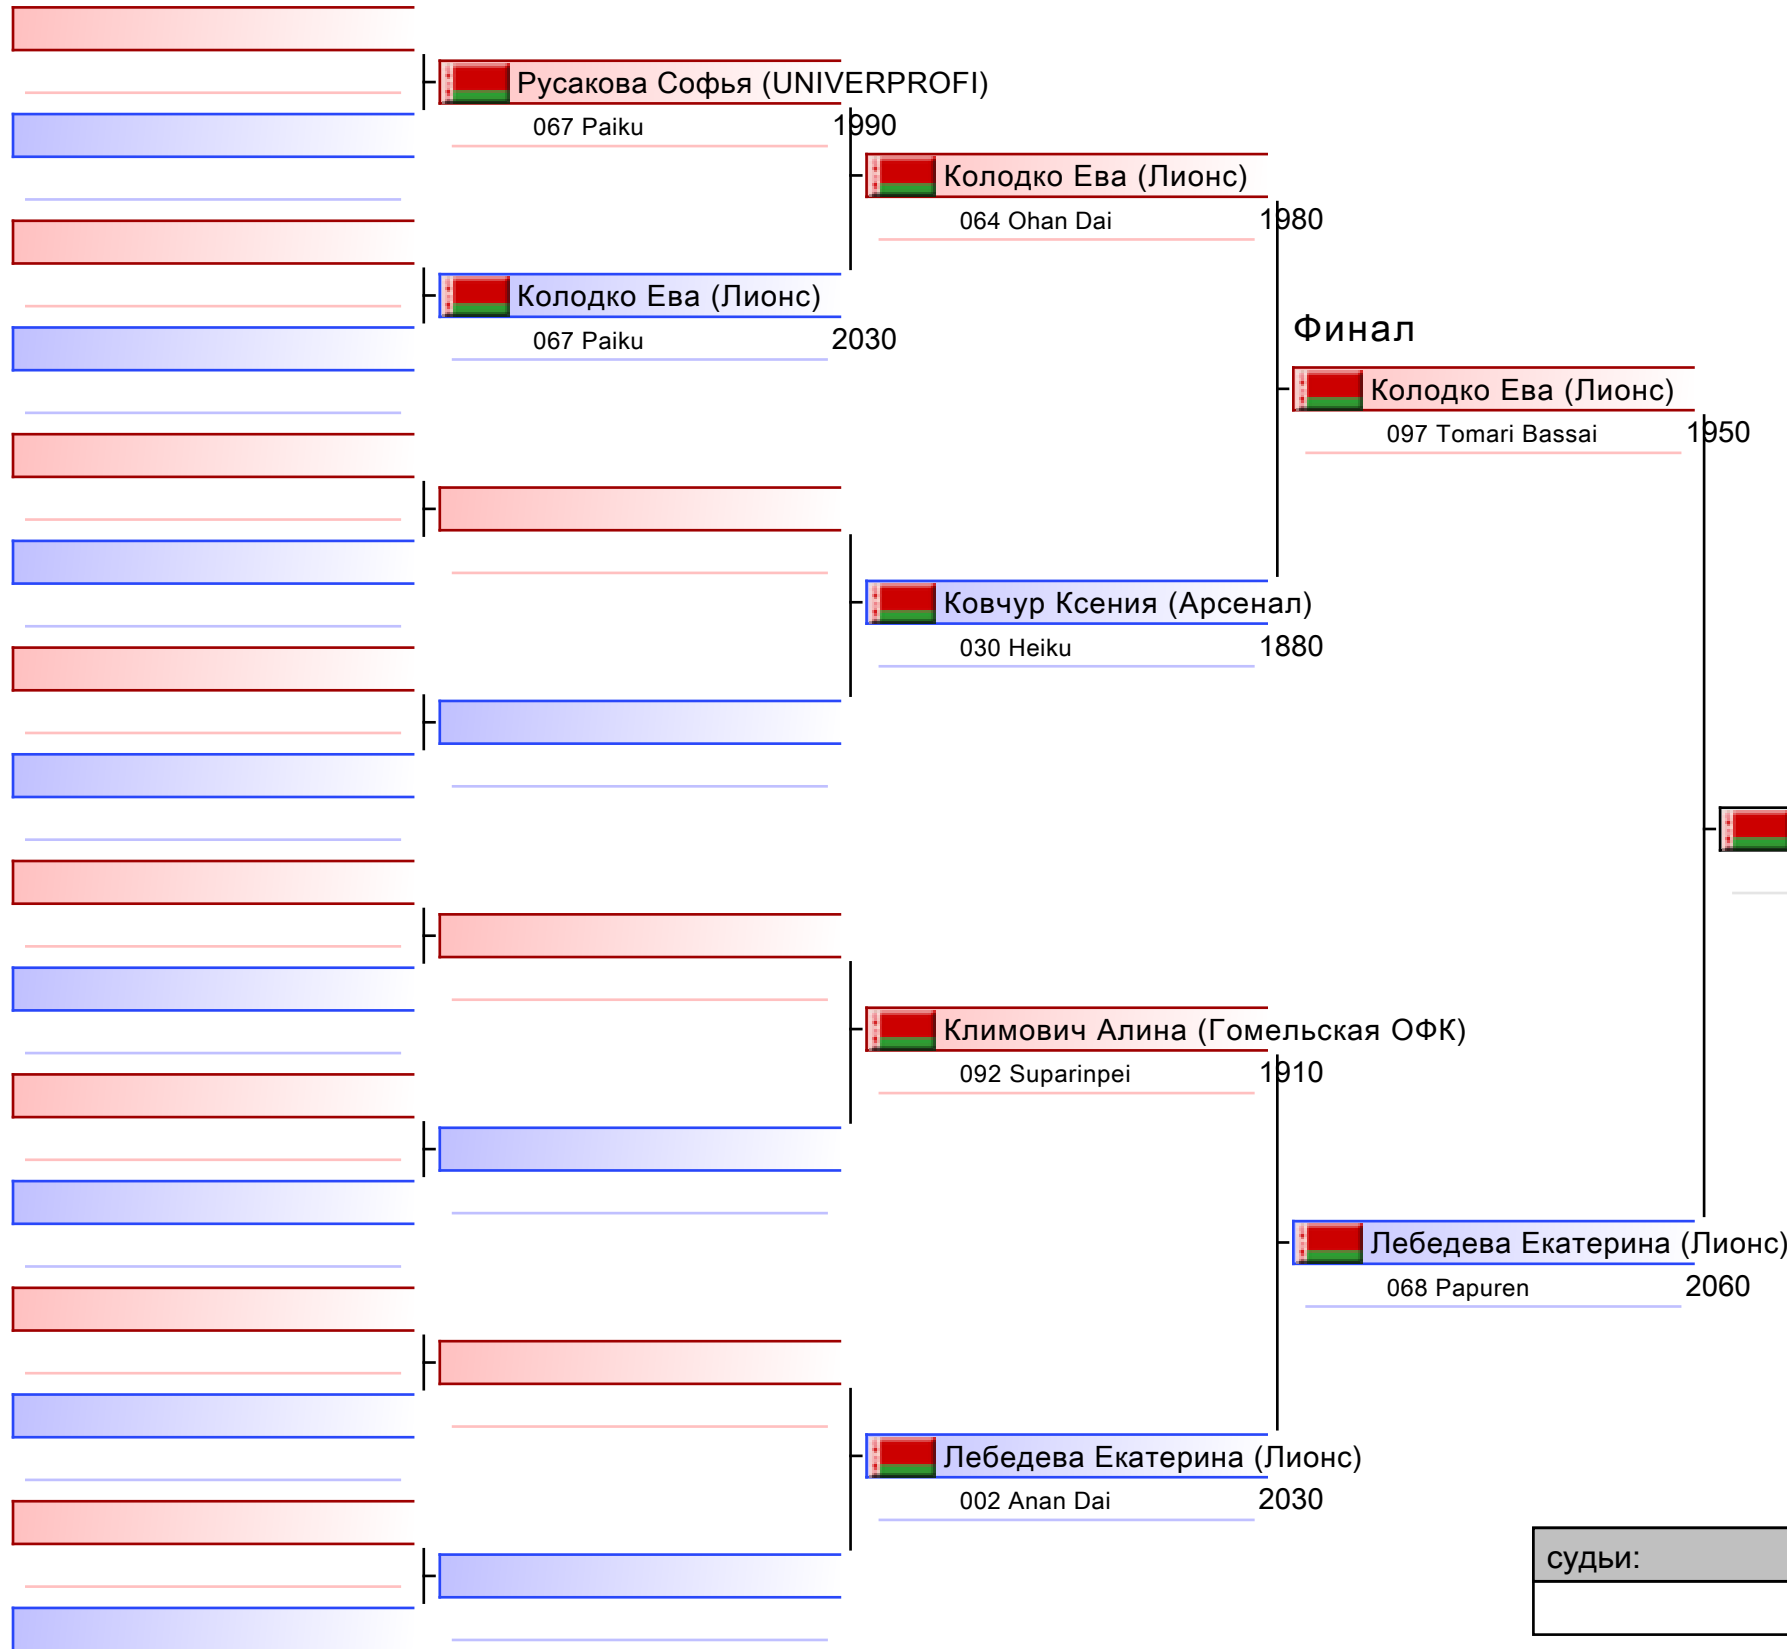 Русакова Софья (UNIVERPROFI)
067 Paiku 1990
Колодко Ева (Лионс)
064 Ohan Dai 1980
Колодко Ева (Лионс)
067 Paiku 2030
Финал
Колодко Ева (Лионс)
097 Tomari Bassai 1950
Ковчур Ксения (Арсенал)
030 Heiku 1880
Климович Алина (Гомельская ОФК)
092 Suparinpei 1910
Лебедева Екатерина (Лионс)
068 Papuren 2060
Лебедева Екатерина (Лионс)
002 Anan Dai 2030
судьи: